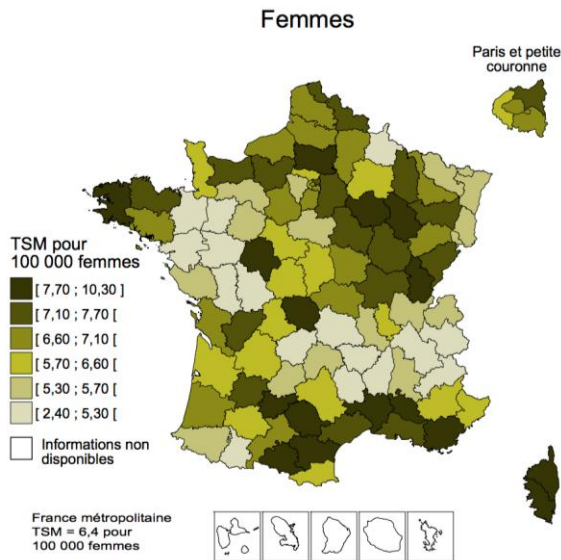 Femmes
Paris et petite
couronne
TSM pour
100 000 femmes
[ 7,70 ; 10,30 ]
[ 7,10 ; 7,70 [
[ 6,60 ; 7,10 [
[ 5,70 ; 6,60 [
[ 5,30 ; 5,70 [
[ 2,40 ; 5,30 [
Informations non
disponibles
France métropolitaine
TSM = 6,4 pour
100 000 femmes